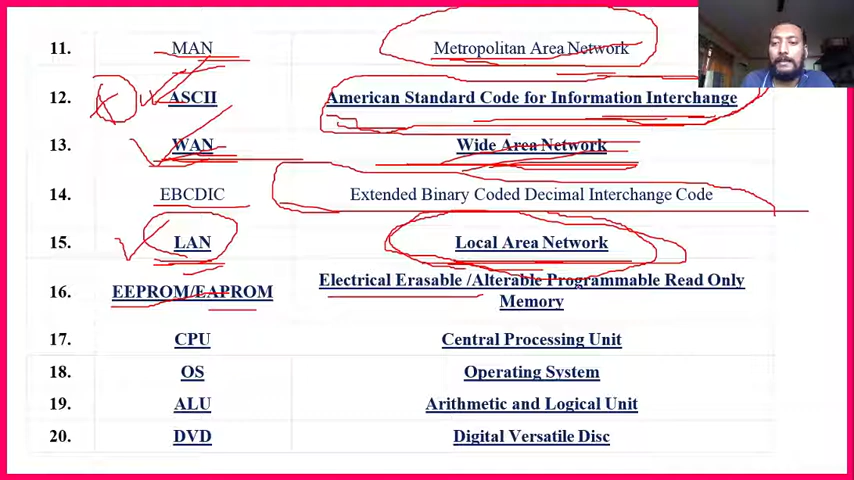 11. MAN Metropolitan Area Network
12. ASCII American Standard Code for Information Interchange
13. WAN Wide Area Network
14. EBCDIC Extended Binary Coded Decimal Interchange Code
15. LAN Local Area Network
16. EEPROM/EAPROM Electrical Erasable /Alterable Programmable Read Only
Memory
17. CPU Central Processing Unit
18. OS Operating System
19. ALU Arithmetic and Logical Unit
20. DVD Digital Versatile Disc